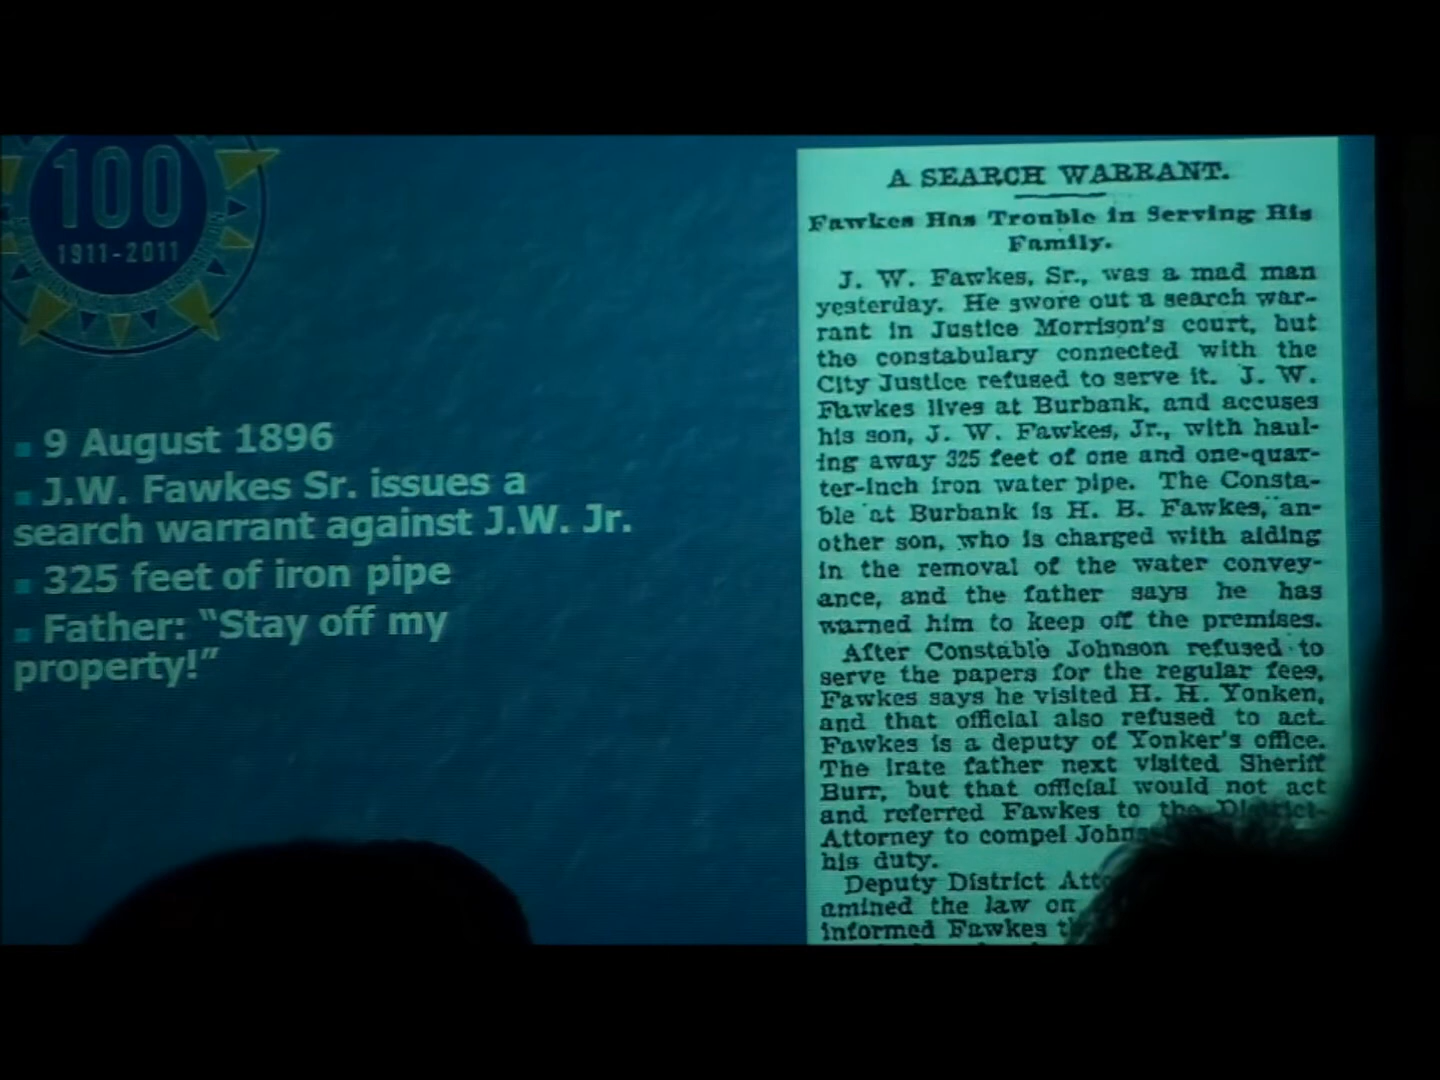 100
1911-2011
9 August 1896
J.W. Fawkes Sr. issues a
search warrant against J.W. Jr.
325 feet of iron pipe
Father: “Stay off my
property!”
A SEARCH WARRANT.
Fawkes Has Trouble in Serving His
Family.
J. W. Fawkes, Sr., was a mad man
yesterday. He swore out a search war-
rant in Justice Morrison's court, but
the constabulary connected with the
City Justice refused to serve it. J. W.
Fawkes lives at Burbank, and accuses
his son, J. W. Fawkes, Jr., with haul-
ing away 325 feet of one and one-quar-
ter-inch iron water pipe. The Consta-
ble at Burbank is H. B. Fawkes, an-
other son, who is charged with aiding
in the removal of the water convey-
ance, and the father says he has
warned him to keep off the premises.
After Constable Johnson refused to
serve the papers for the regular fees,
Fawkes says he visited H. H. Yonken,
and that official also refused to act.
Fawkes is a deputy of Yonker's office.
The irate father next visited Sheriff
Burr, but that official would not act
and referred Fawkes to the District-
Attorney to compel Johns
his duty.
Deputy District Atto
amined the law on
informed Fawkes